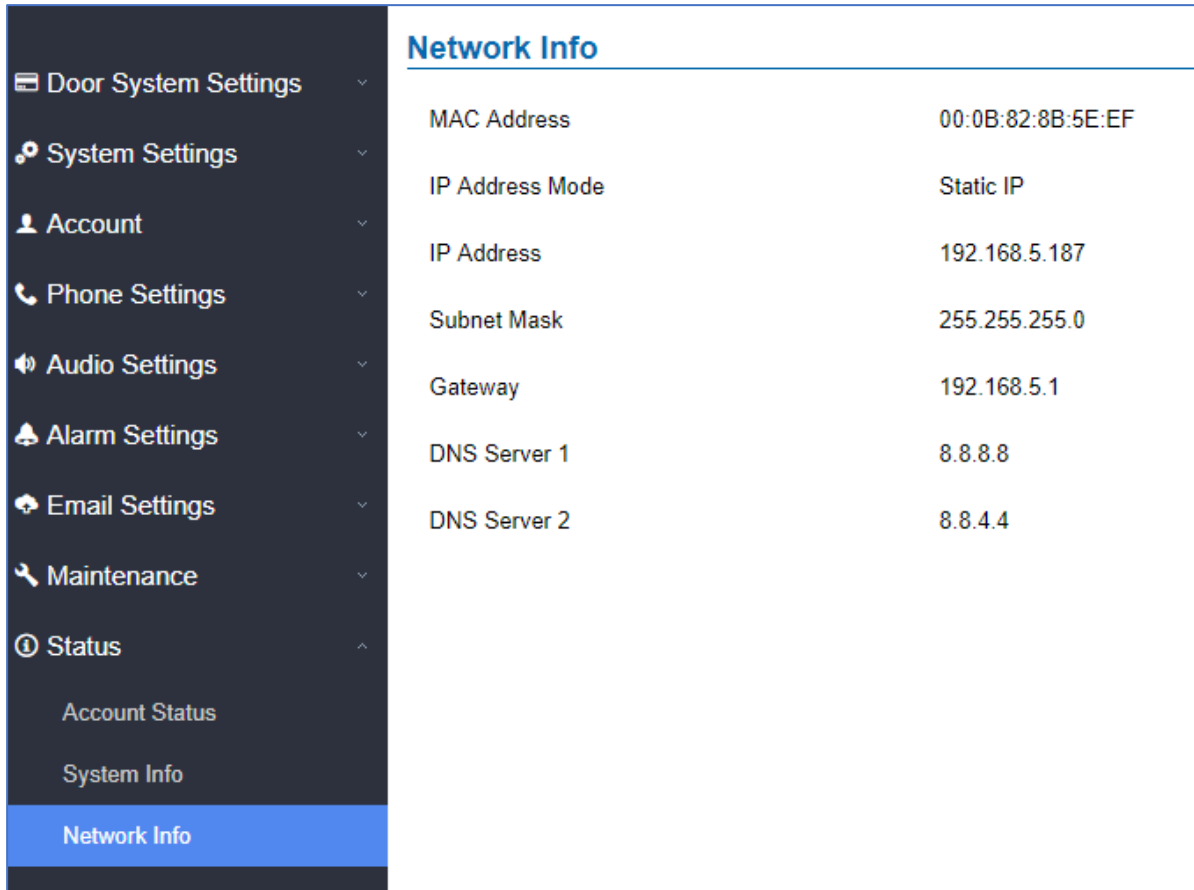 Door System Settings
System Settings
Account
Phone Settings
Audio Settings
Alarm Settings
Email Settings
Maintenance
Status
Account Status
System Info
Network Info
Network Info
MAC Address 00:0B:82:8B:5E:EF
IP Address Mode Static IP
IP Address 192.168.5.187
Subnet Mask 255.255.255.0
Gateway 192.168.5.1
DNS Server 1 8.8.8.8
DNS Server 2 8.8.4.4